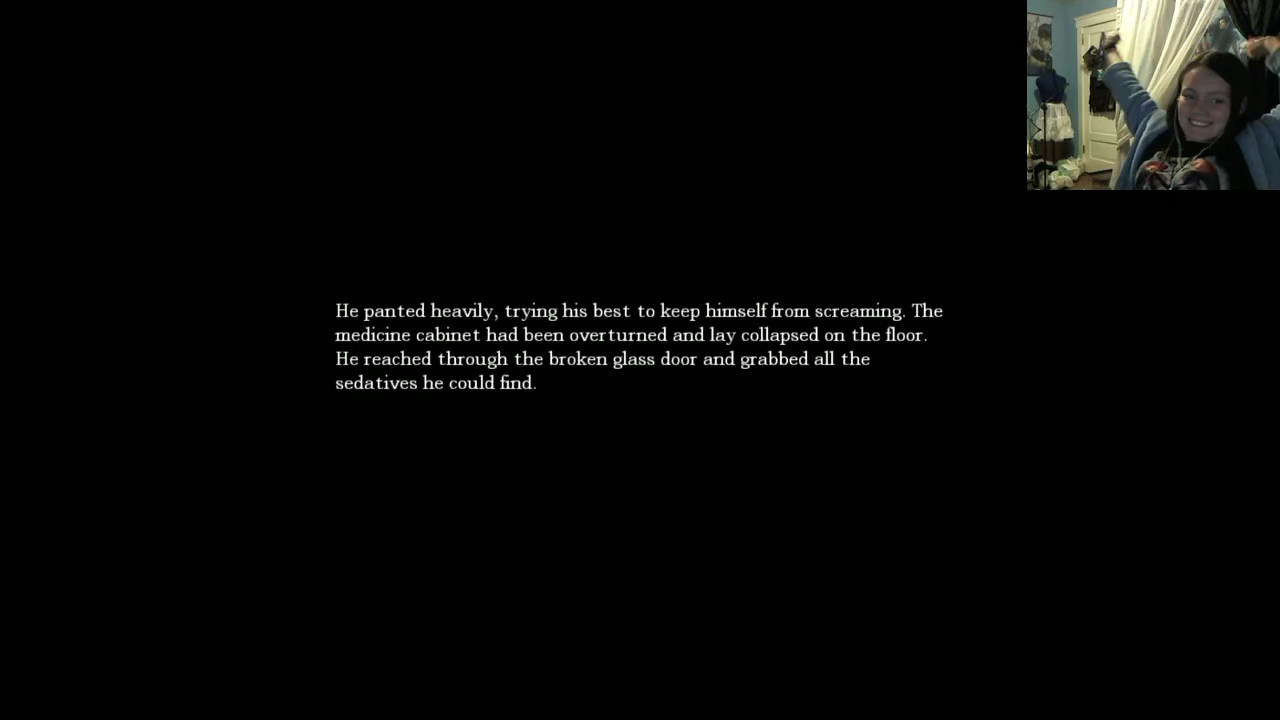 He panted heavily, trying his best to keep himself from screaming. The
medicine cabinet had been overturned and lay collapsed on the floor.
He reached through the broken glass door and grabbed all the
sedatives he could find.